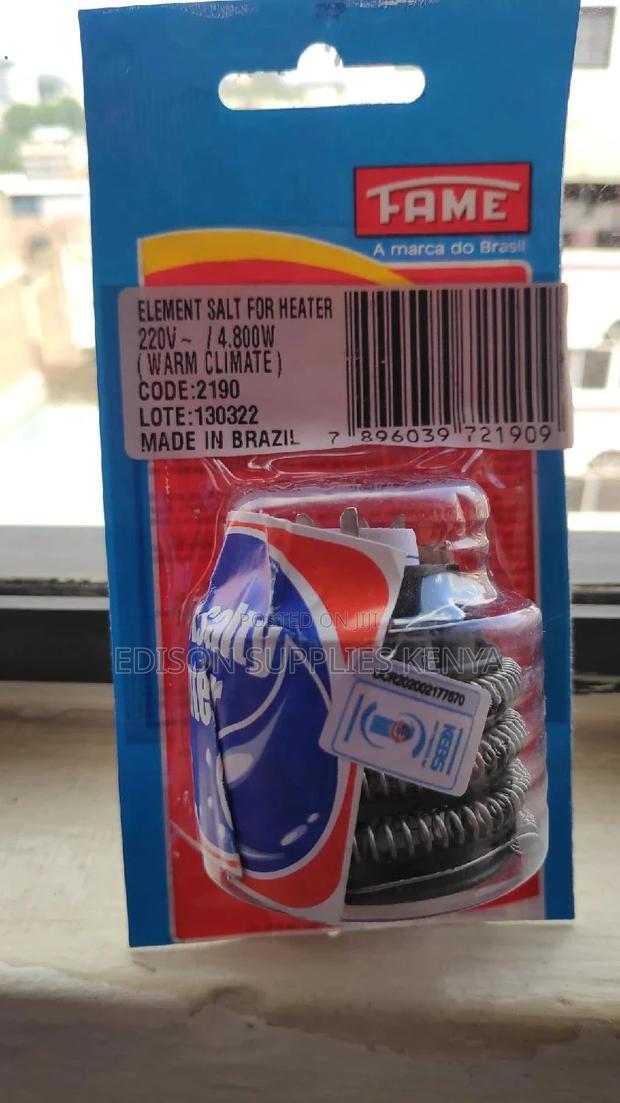 FAME
A marca do Brasil
ELEMENT SALT FOR HEATER
220V~ / 4.800W
(WARM CLIMATE)
CODE:2190
LOTE:130322
MADE IN BRAZIL
7 896039 721909
POSTED ON JIJI
EDISON SUPPLIES KENYA
KEBS